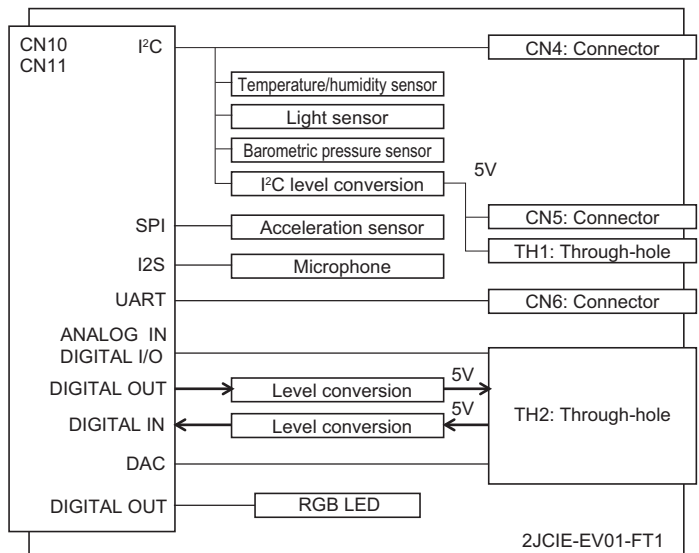 CN10
CN11
I²C
CN4: Connector
Temperature/humidity sensor
Light sensor
Barometric pressure sensor
I²C level conversion
5V
CN5: Connector
TH1: Through-hole
SPI
Acceleration sensor
I2S
Microphone
UART
CN6: Connector
ANALOG IN
DIGITAL I/O
DIGITAL OUT
Level conversion
5V
TH2: Through-hole
DIGITAL IN
Level conversion
5V
DAC
DIGITAL OUT
RGB LED
2JCIE-EV01-FT1